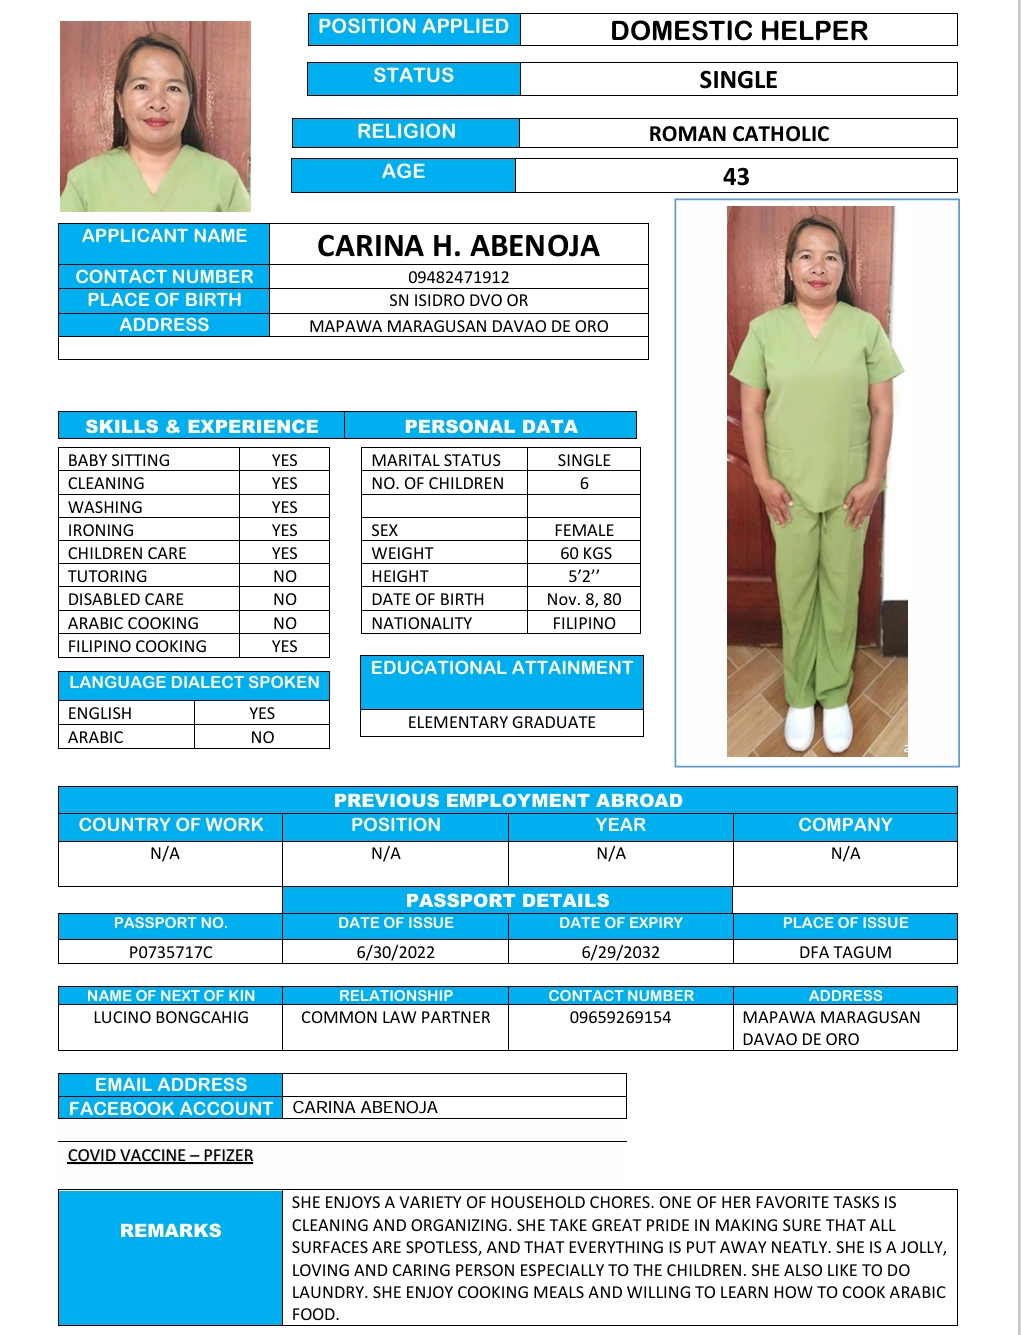 POSITION APPLIED DOMESTIC HELPER
STATUS SINGLE
RELIGION ROMAN CATHOLIC
AGE 43
APPLICANT NAME CARINA H. ABENOJA
CONTACT NUMBER 09482471912
PLACE OF BIRTH SN ISIDRO DVO OR
ADDRESS MAPAWA MARAGUSAN DAVAO DE ORO
SKILLS & EXPERIENCE
BABY SITTING YES
CLEANING YES
WASHING YES
IRONING YES
CHILDREN CARE YES
TUTORING NO
DISABLED CARE NO
ARABIC COOKING NO
FILIPINO COOKING YES
LANGUAGE DIALECT SPOKEN
ENGLISH YES
ARABIC NO
PERSONAL DATA
MARITAL STATUS SINGLE
NO. OF CHILDREN 6
SEX FEMALE
WEIGHT 60 KGS
HEIGHT 5’2’’
DATE OF BIRTH Nov. 8, 80
NATIONALITY FILIPINO
EDUCATIONAL ATTAINMENT
ELEMENTARY GRADUATE
PREVIOUS EMPLOYMENT ABROAD
COUNTRY OF WORK POSITION YEAR COMPANY
N/A N/A N/A N/A
PASSPORT DETAILS
PASSPORT NO. DATE OF ISSUE DATE OF EXPIRY PLACE OF ISSUE
P0735717C 6/30/2022 6/29/2032 DFA TAGUM
NAME OF NEXT OF KIN RELATIONSHIP CONTACT NUMBER ADDRESS
LUCINO BONGCAHIG COMMON LAW PARTNER 09659269154 MAPAWA MARAGUSAN
DAVAO DE ORO
EMAIL ADDRESS
FACEBOOK ACCOUNT CARINA ABENOJA
COVID VACCINE – PFIZER
REMARKS
SHE ENJOYS A VARIETY OF HOUSEHOLD CHORES. ONE OF HER FAVORITE TASKS IS
CLEANING AND ORGANIZING. SHE TAKE GREAT PRIDE IN MAKING SURE THAT ALL
SURFACES ARE SPOTLESS, AND THAT EVERYTHING IS PUT AWAY NEATLY. SHE IS A JOLLY,
LOVING AND CARING PERSON ESPECIALLY TO THE CHILDREN. SHE ALSO LIKE TO DO
LAUNDRY. SHE ENJOY COOKING MEALS AND WILLING TO LEARN HOW TO COOK ARABIC
FOOD.